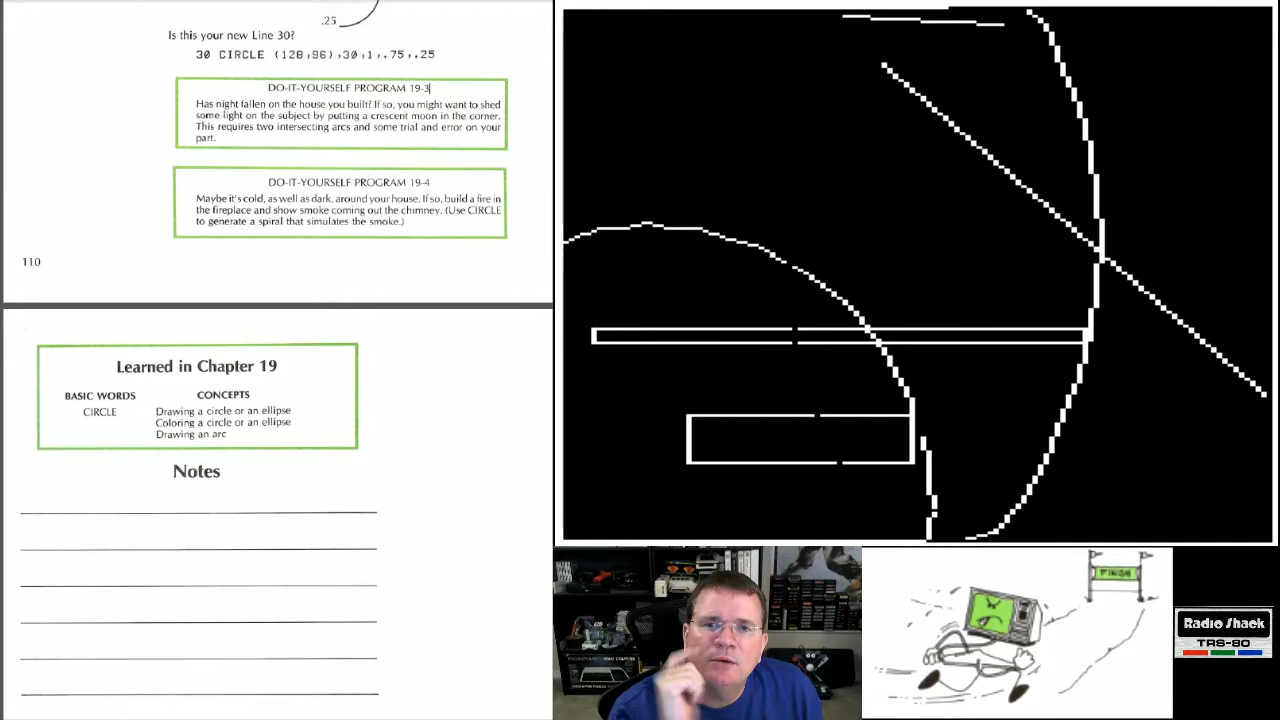 .25
Is this your new Line 30?
30 CIRCLE (128,96),30,1,.75,.25
DO-IT-YOURSELF PROGRAM 19-3
Has night fallen on the house you built? If so, you might want to shed
some light on the subject by putting a crescent moon in the corner.
This requires two intersecting arcs and some trial and error on your
part.
DO-IT-YOURSELF PROGRAM 19-4
Maybe it's cold, as well as dark, around your house. If so, build a fire in
the fireplace and show smoke coming out the chimney. (Use CIRCLE
to generate a spiral that simulates the smoke.)
110
Learned in Chapter 19
BASIC WORDS CONCEPTS
CIRCLE Drawing a circle or an ellipse
Coloring a circle or an ellipse
Drawing an arc
Notes
FINISH
Radio Shack
TRS-80